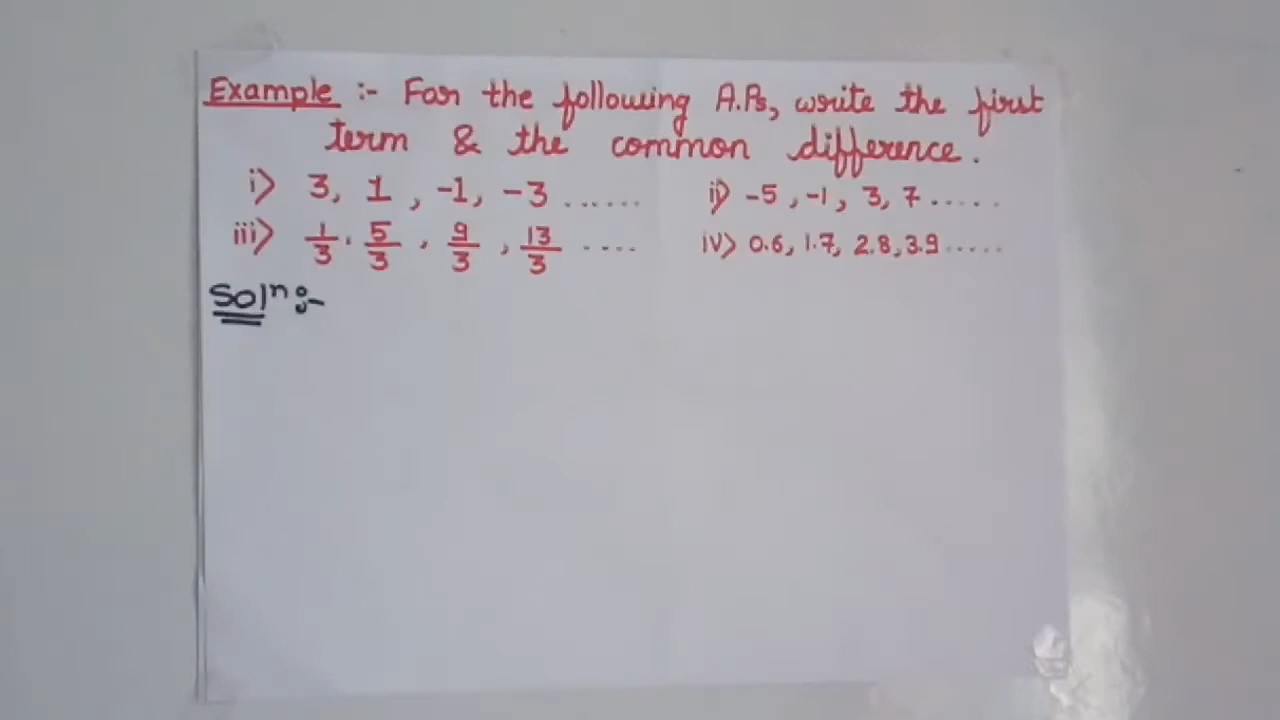 Example :- For the following A.Ps, write the first
term & the common difference.
i> 3, 1, -1, -3 ...... ii> -5, -1, 3, 7.....
iii> 1/3, 5/3, 9/3, 13/3 .... iv> 0.6, 1.7, 2.8, 3.9.....
Solⁿ :-